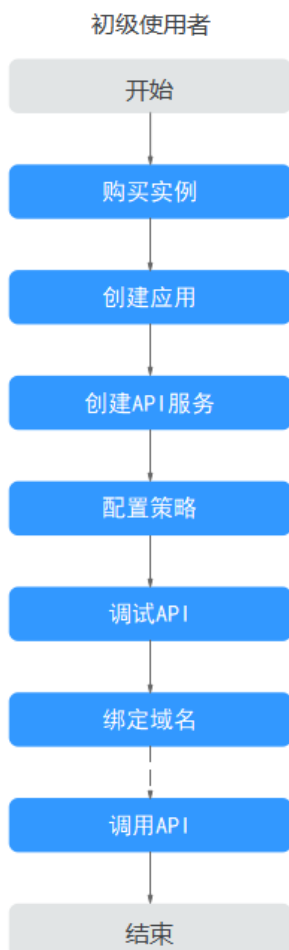 初级使用者
开始
购买实例
创建应用
创建API服务
配置策略
调试API
绑定域名
调用API
结束